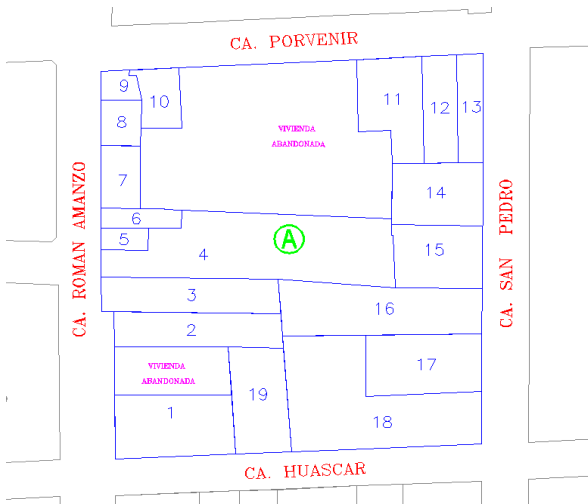 CA. PORVENIR
9
10
11
12
13
8
VIVIENDA
ABANDONADA
7
14
6
5
A
15
4
3
16
2
VIVIENDA
ABANDONADA
17
19
1
18
CA. ROMAN AMANZO
CA. SAN PEDRO
CA. HUASCAR